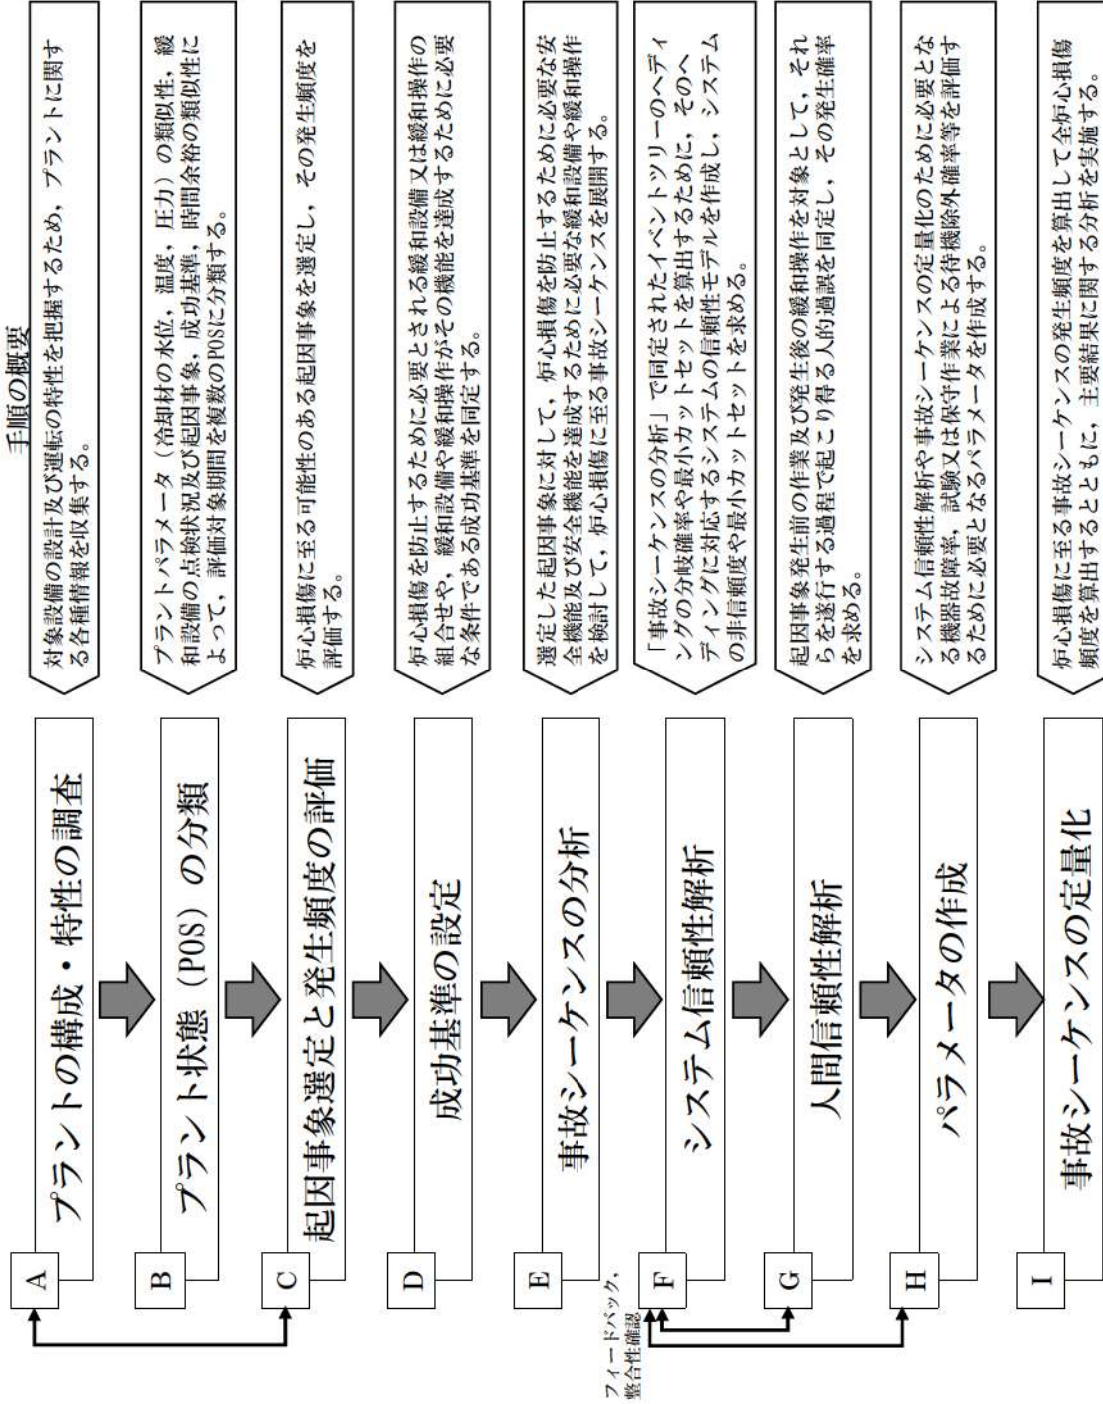 手順の概要
A
プラントの構成・特性の調査
対象設備の設計及び運転の特性を把握するため，プラントに関す
る各種情報を収集する。
B
プラント状態（POS）の分類
プラントパラメータ（冷却材の水位，温度，圧力）の類似性，緩
和設備の点検状況及び起因事象，成功基準，時間余裕の類似性に
よって，評価対象期間を複数のPOSに分類する。
C
起因事象選定と発生頻度の評価
炉心損傷に至る可能性のある起因事象を選定し，その発生頻度を
評価する。
D
成功基準の設定
炉心損傷を防止するために必要とされる緩和設備又は緩和操作の
組合せや，緩和設備や緩和操作がその機能を達成するために必要
な条件である成功基準を同定する。
E
事故シーケンスの分析
選定した起因事象に対して，炉心損傷を防止するために必要な安
全機能及び安全機能を達成するために必要な緩和設備や緩和操作
を検討して，炉心損傷に至る事故シーケンスを展開する。
フィードバック，
整合性確認
F
システム信頼性解析
「事故シーケンスの分析」で同定されたイベントツリーのヘディ
ングの分岐確率や最小カットセットを算出するために，そのヘ
ディングに対応するシステムの信頼性モデルを作成し，システム
の非信頼度や最小カットセットを求める。
G
人間信頼性解析
起因事象発生前の作業及び発生後の緩和操作を対象として，それ
らを遂行する過程で起こり得る人的過誤を同定し，その発生確率
を求める。
H
パラメータの作成
システム信頼性解析や事故シーケンスの定量化のために必要とな
る機器故障率，試験又は保守作業による待機除外確率等を評価す
るために必要となるパラメータを作成する。
I
事故シーケンスの定量化
炉心損傷に至る事故シーケンスの発生頻度を算出して全炉心損傷
頻度を算出するとともに，主要結果に関する分析を実施する。